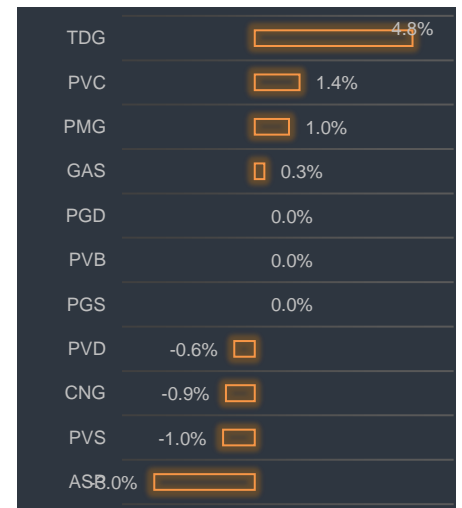 TDG 4.8%
PVC 1.4%
PMG 1.0%
GAS 0.3%
PGD 0.0%
PVB 0.0%
PGS 0.0%
PVD -0.6%
CNG -0.9%
PVS -1.0%
ASP -3.0%